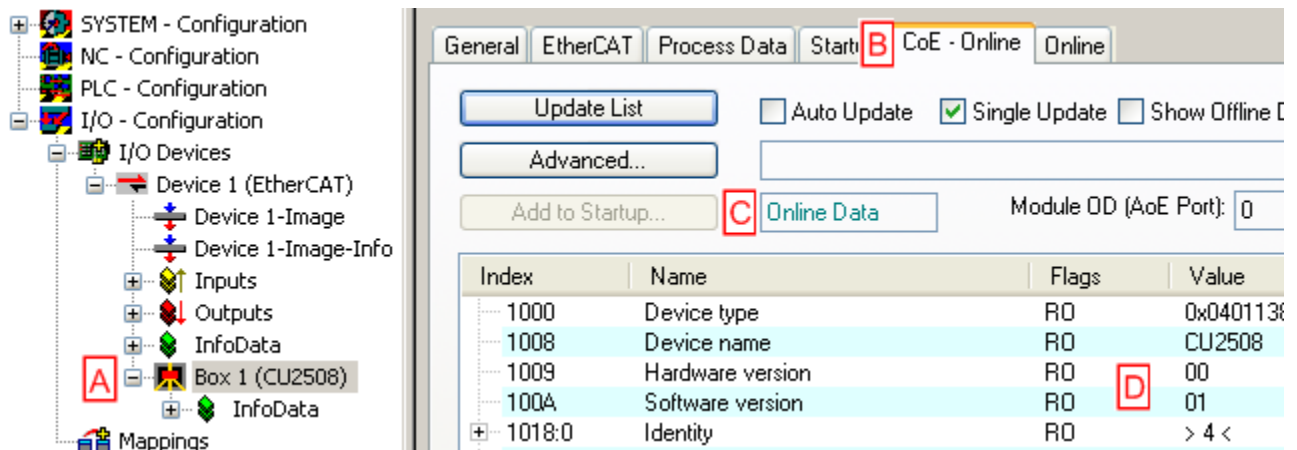 SYSTEM - Configuration
NC - Configuration
PLC - Configuration
I/O - Configuration
I/O Devices
Device 1 (EtherCAT)
Device 1-Image
Device 1-Image-Info
Inputs
Outputs
InfoData
A Box 1 (CU2508)
InfoData
Mappings
General EtherCAT Process Data Startu B CoE - Online Online
Update List Auto Update Single Update Show Offline D
Advanced...
Add to Startup... C Online Data Module OD (AoE Port): 0
Index Name Flags Value
1000 Device type RO 0x0401138
1008 Device name RO CU2508
1009 Hardware version RO 00
D
100A Software version RO 01
1018:0 Identity RO > 4 <